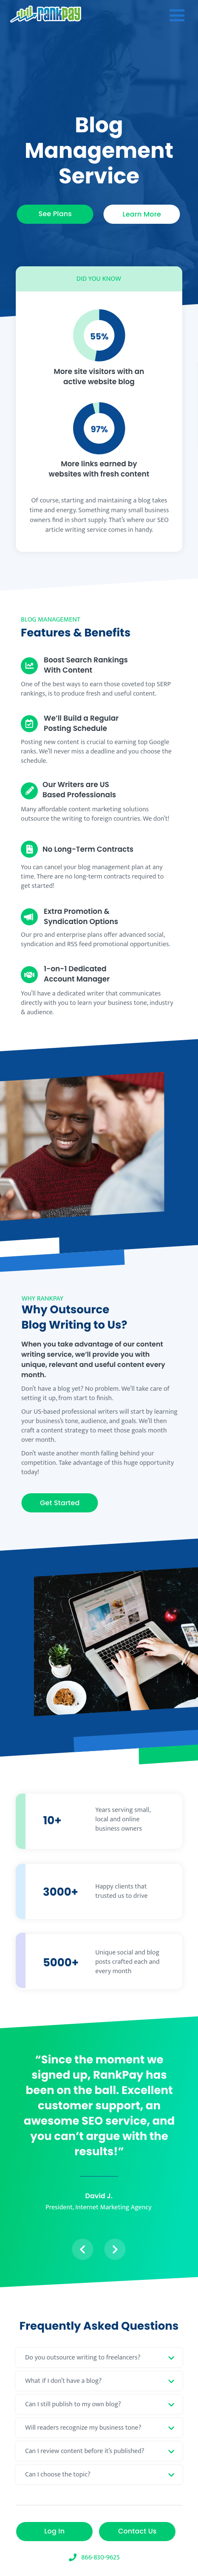 RankPay
Blog
Management
Service
See Plans
Learn More
DID YOU KNOW
55%
More site visitors with an
active website blog
97%
More links earned by
websites with fresh content
Of course, starting and maintaining a blog takes
time and energy. Something many small business
owners find in short supply. That's where our SEO
article writing service comes in handy.
BLOG MANAGEMENT
Features & Benefits
Boost Search Rankings
With Content
One of the best ways to earn those coveted top SERP
rankings, is to produce fresh and useful content.
We'll Build a Regular
Posting Schedule
Posting new content is crucial to earning top Google
ranks. We'll never miss a deadline and you choose the
schedule.
Our Writers are US
Based Professionals
Many affordable content marketing solutions
outsource the writing to foreign countries. We don't!
No Long-Term Contracts
You can cancel your blog management plan at any
time. There are no long-term contracts required to
get started!
Extra Promotion &
Syndication Options
Our pro and enterprise plans offer advanced social,
syndication and RSS feed promotional opportunities.
1-on-1 Dedicated
Account Manager
You'll have a dedicated writer that communicates
directly with you to learn your business tone, industry
& audience.
WHY RANKPAY
Why Outsource
Blog Writing to Us?
When you take advantage of our content
writing service, we'll provide you with
unique, relevant and useful content every
month.
Don't have a blog yet? No problem. We'll take care of
setting it up, from start to finish.
Our US-based professional writers will start by learning
your business's tone, audience, and goals. We'll then
craft a content strategy to meet those goals month
over month.
Don't waste another month falling behind your
competition. Take advantage of this huge opportunity
today!
Get Started
10+
Years serving small,
local and online
business owners
3000+
Happy clients that
trusted us to drive
5000+
Unique social and blog
posts crafted each and
every month
"Since the moment we
signed up, RankPay has
been on the ball. Excellent
customer support, an
awesome SEO service, and
you can't argue with the
results!"
David J.
President, Internet Marketing Agency
Frequently Asked Questions
Do you outsource writing to freelancers?
What if I don't have a blog?
Can I still publish to my own blog?
Will readers recognize my business tone?
Can I review content before it's published?
Can I choose the topic?
Log In
Contact Us
866-830-9625